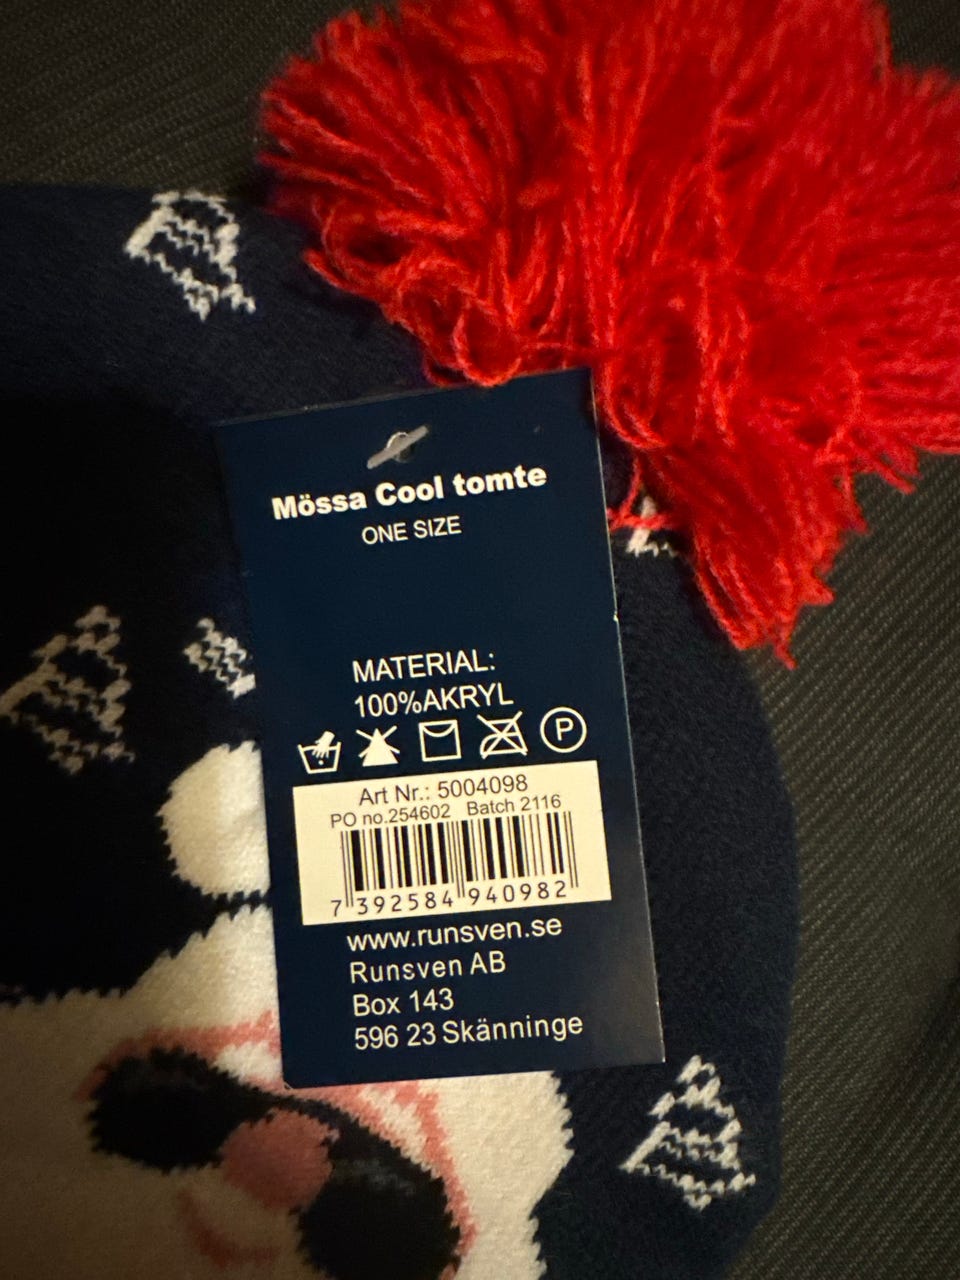 Mössa Cool tomte
ONE SIZE
MATERIAL:
100%AKRYL
P
Art Nr.: 5004098
PO no.254602 Batch 2116
7 392584 940982
www.runsven.se
Runsven AB
Box 143
596 23 Skänninge